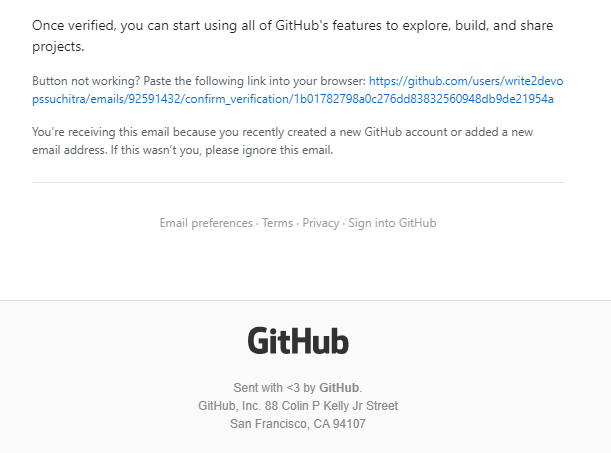 Once verified, you can start using all of GitHub's features to explore, build, and share
projects.
Button not working? Paste the following link into your browser: https://github.com/users/write2devo
pssuchitra/emails/92591432/confirm_verification/1b01782798a0c276dd83832560948db9de21954a
You’re receiving this email because you recently created a new GitHub account or added a new
email address. If this wasn’t you, please ignore this email.
Email preferences · Terms · Privacy · Sign into GitHub
GitHub
Sent with <3 by GitHub.
GitHub, Inc. 88 Colin P Kelly Jr Street
San Francisco, CA 94107